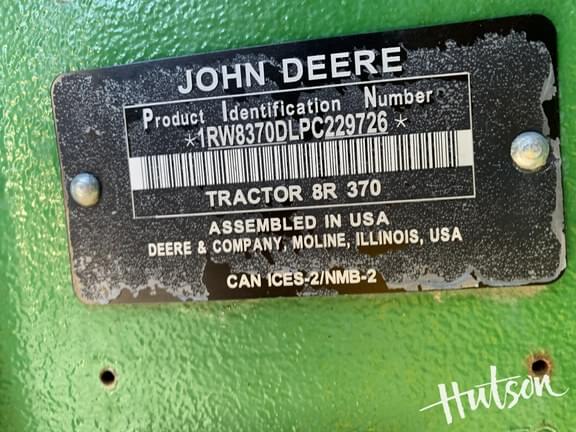 JOHN DEERE
Product Identification Number
*1RW8370DLPC229726*
TRACTOR 8R 370
ASSEMBLED IN USA
DEERE & COMPANY, MOLINE, ILLINOIS, USA
CAN ICES-2/NMB-2
Hutson